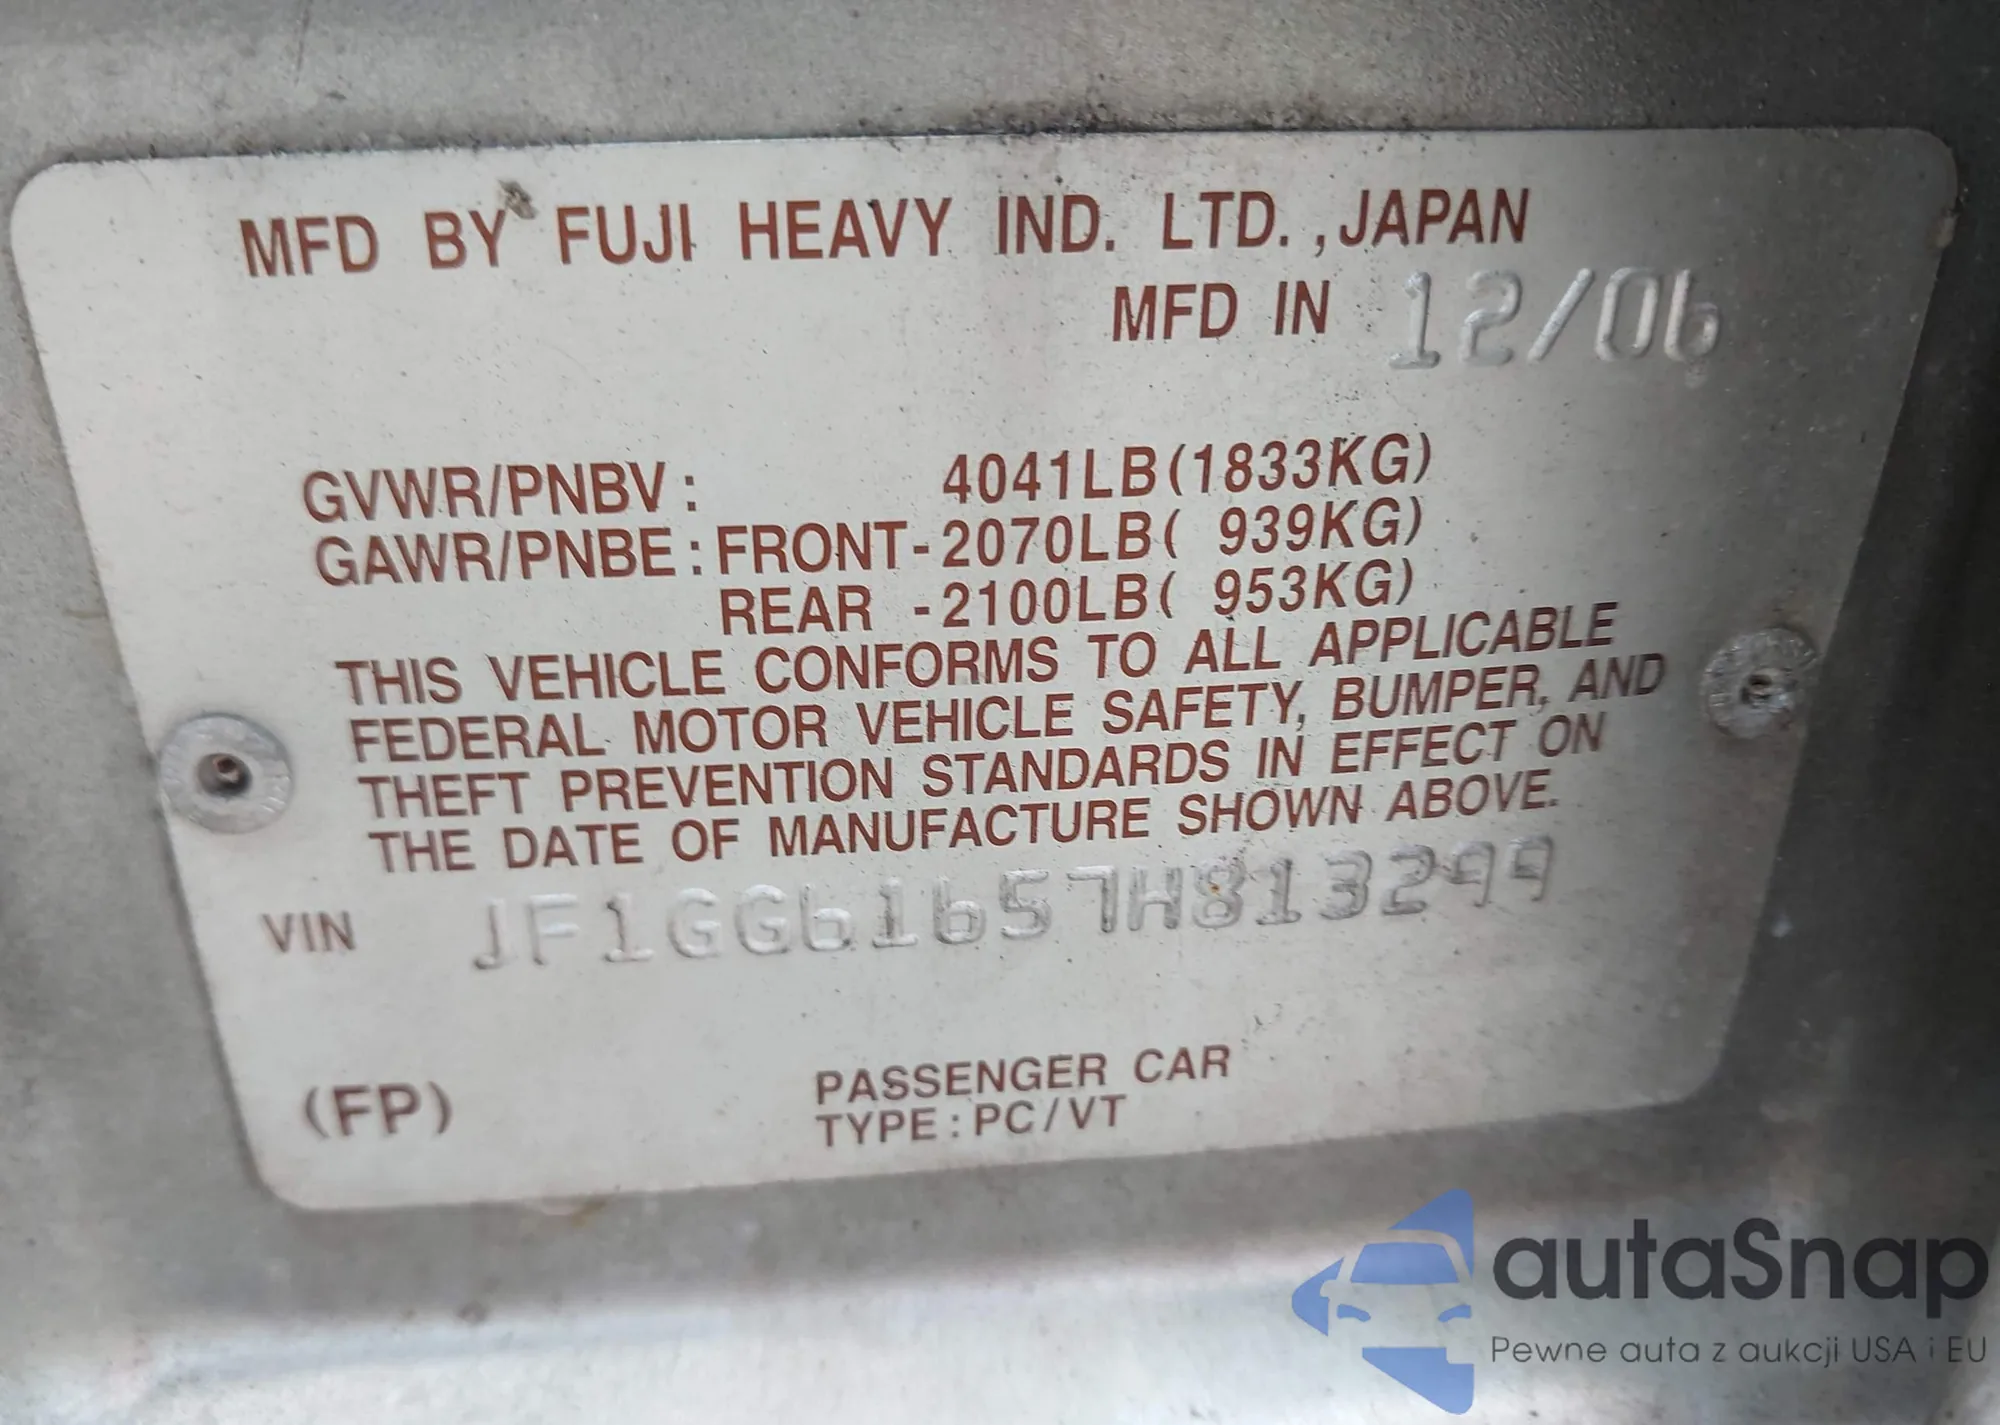 MFD BY FUJI HEAVY IND. LTD.,JAPAN
MFD IN 12/06
GVWR/PNBV: 4041LB(1833KG)
GAWR/PNBE:FRONT-2070LB( 939KG)
REAR -2100LB( 953KG)
THIS VEHICLE CONFORMS TO ALL APPLICABLE
FEDERAL MOTOR VEHICLE SAFETY, BUMPER, AND
THEFT PREVENTION STANDARDS IN EFFECT ON
THE DATE OF MANUFACTURE SHOWN ABOVE.
VIN JF1GG61657H813299
(FP)
PASSENGER CAR
TYPE:PC/VT
autaSnap
Pewne auta z aukcji USA i EU